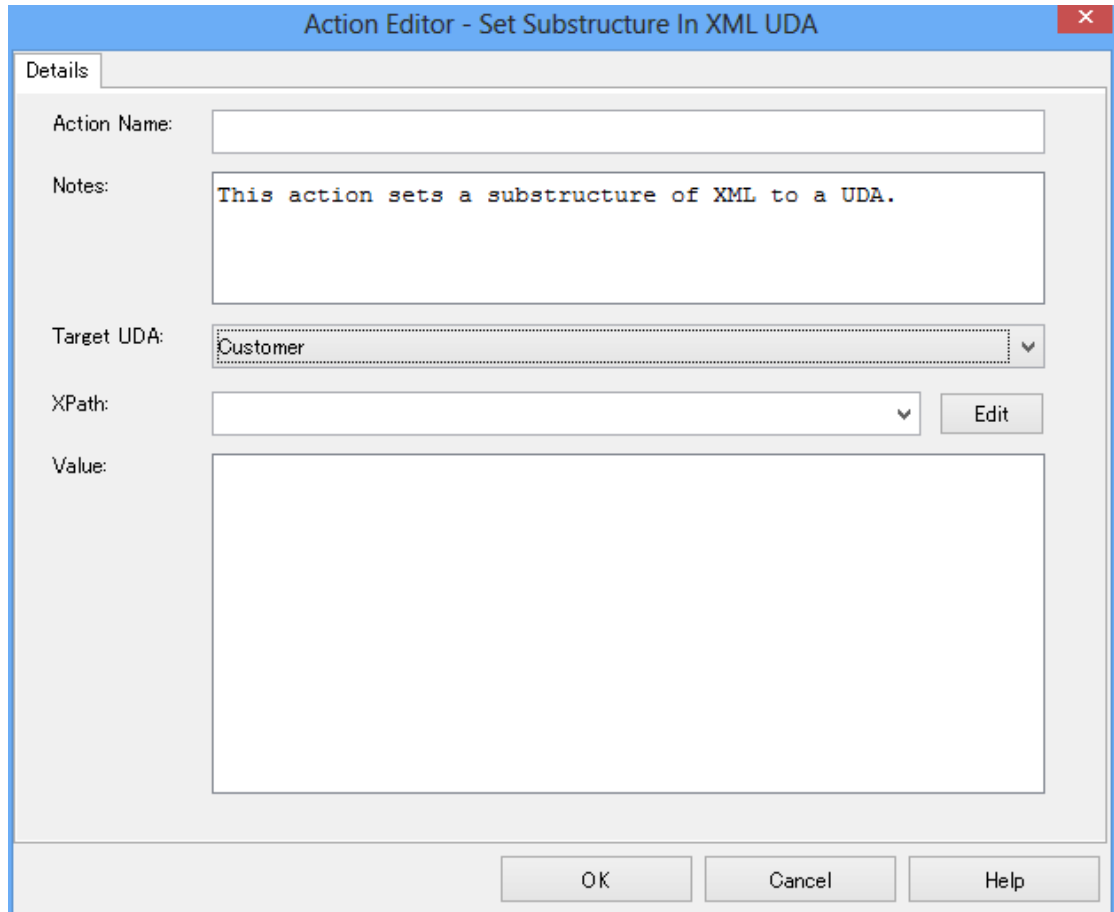 Action Editor - Set Substructure In XML UDA
Details
Action Name:
Notes:
This action sets a substructure of XML to a UDA.
Target UDA:
Customer
XPath:
Edit
Value:
OK
Cancel
Help